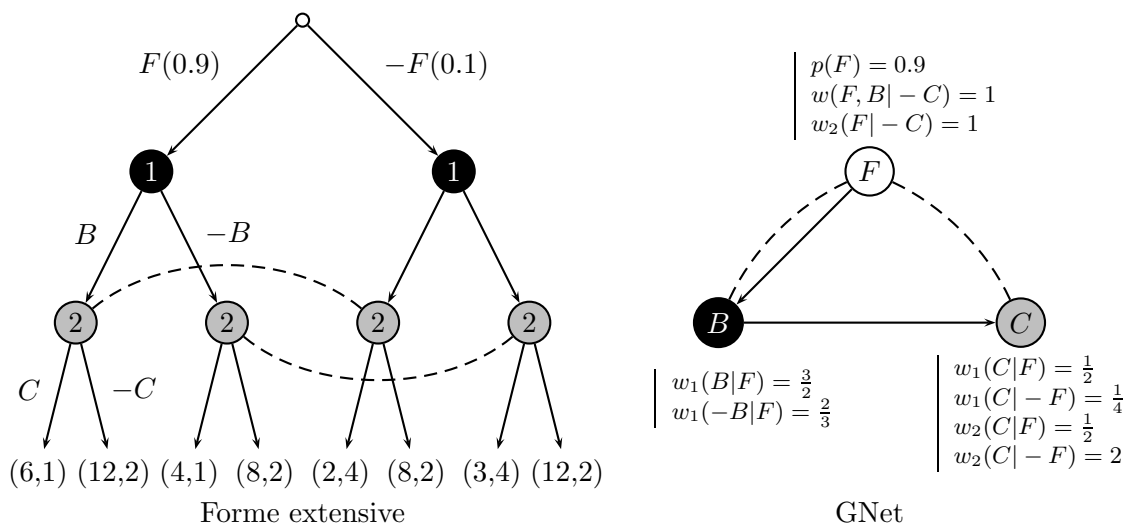 F(0.9)
−F(0.1)
1
1
B
−B
2
2
2
2
C
−C
(6,1) (12,2) (4,1) (8,2) (2,4) (8,2) (3,4) (12,2)
Forme extensive
p(F) = 0.9
w(F, B| − C) = 1
w₂(F| − C) = 1
F
B
C
w₁(B|F) = 3/2
w₁(−B|F) = 2/3
w₁(C|F) = 1/2
w₁(C| − F) = 1/4
w₂(C|F) = 1/2
w₂(C| − F) = 2
GNet